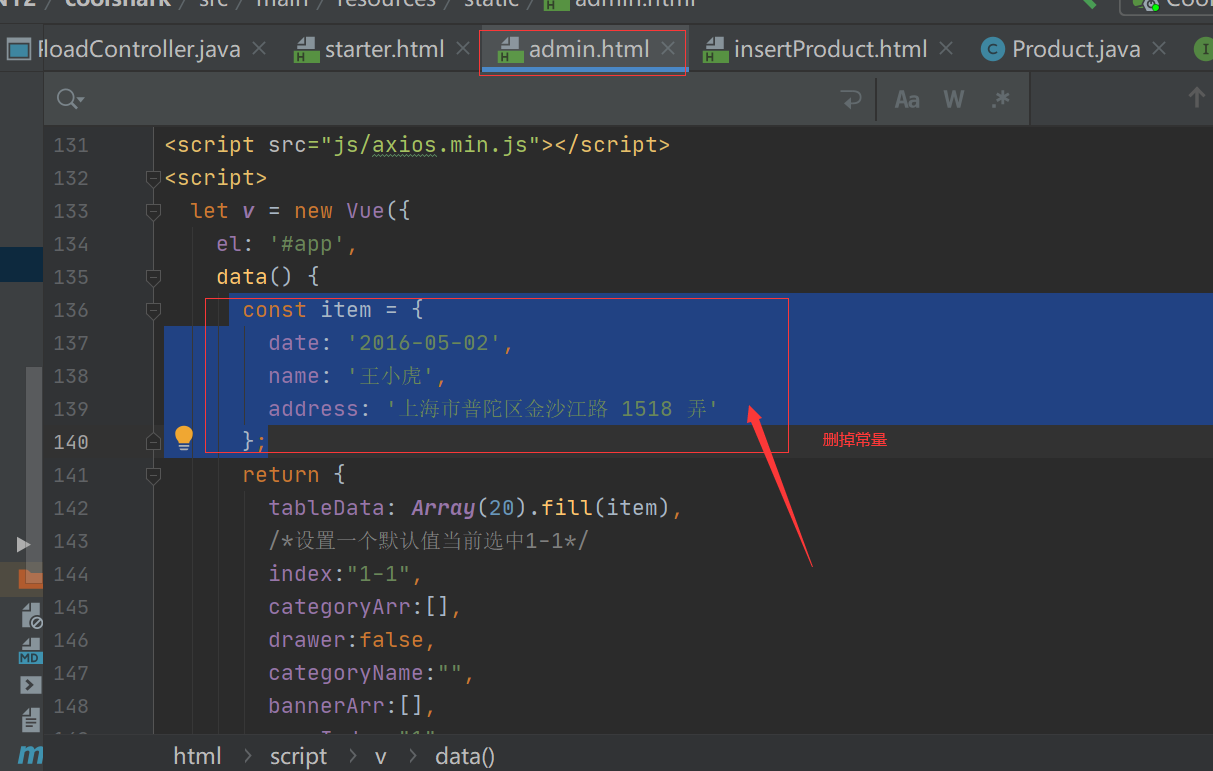 coolshark / src / main / resources / static / admin.html
loadController.java
starter.html
admin.html
insertProduct.html
Product.java
Aa W .*
131 <script src="js/axios.min.js"></script>
132 <script>
133 let v = new Vue({
134 el: '#app',
135 data() {
136 const item = {
137 date: '2016-05-02',
138 name: '王小虎',
139 address: '上海市普陀区金沙江路 1518 弄'
140 };
删掉常量
141 return {
142 tableData: Array(20).fill(item),
143 /*设置一个默认值当前选中1-1*/
144 index:"1-1",
145 categoryArr:[],
146 drawer:false,
147 categoryName:"",
148 bannerArr:[],
html > script > v > data()